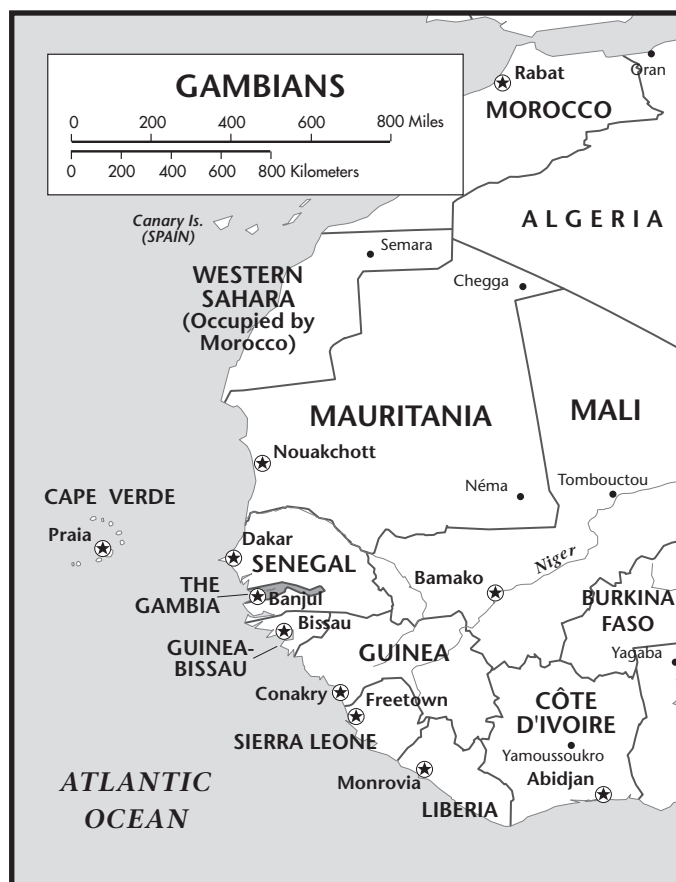 GAMBIANS
0 200 400 600 800 Miles
0 200 400 600 800 Kilometers
Rabat
Oran
MOROCCO
Canary Is.
(SPAIN)
ALGERIA
Semara
WESTERN
SAHARA
(Occupied by
Morocco)
Chegga
MAURITANIA
MALI
Nouakchott
Néma
Tombouctou
CAPE VERDE
Praia
Dakar
SENEGAL
Niger
Bamako
THE
GAMBIA
Banjul
BURKINA
FASO
Bissau
GUINEA-
BISSAU
GUINEA
Yagaba
Conakry
Freetown
CÔTE
D'IVOIRE
SIERRA LEONE
Yamoussoukro
Abidjan
Monrovia
ATLANTIC
OCEAN
LIBERIA